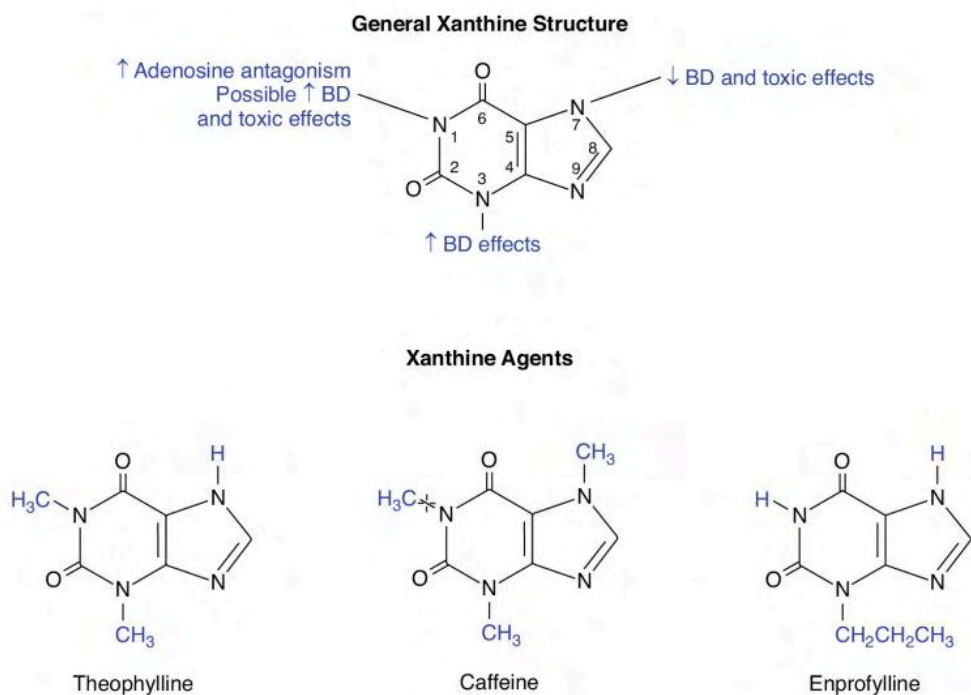 General Xanthine Structure
↑ Adenosine antagonism
Possible ↑ BD
and toxic effects
↓ BD and toxic effects
O
N
N
1
6
5
7
8
2
3
4
9
O
N
N
↑ BD effects
Xanthine Agents
H
O
H₃C
N
N
O
N
N
CH₃
Theophylline
CH₃
O
H₃C
N
N
O
N
N
CH₃
Caffeine
H
O
H
N
N
O
N
N
CH₂CH₂CH₃
Enprofylline